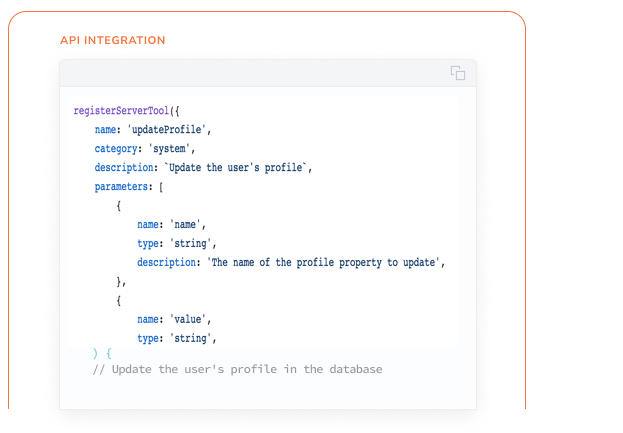 API INTEGRATION
registerServerTool({
name: 'updateProfile',
category: 'system',
description: `Update the user's profile`,
parameters: [
{
name: 'name',
type: 'string',
description: 'The name of the profile property to update',
},
{
name: 'value',
type: 'string',
) {
// Update the user's profile in the database